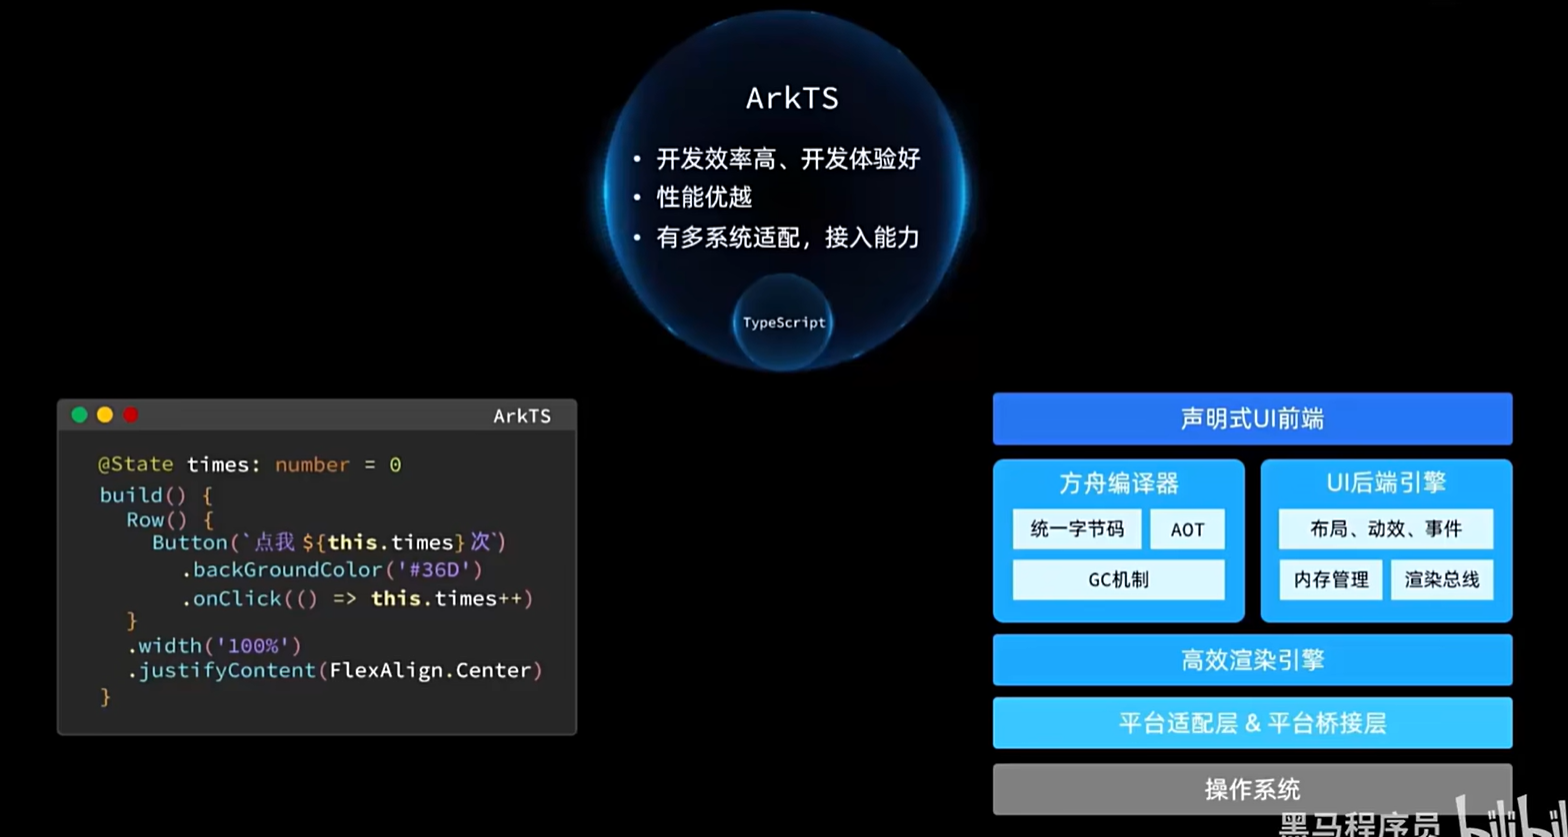 ArkTS
• 开发效率高、开发体验好
• 性能优越
• 有多系统适配，接入能力
TypeScript
ArkTS
@State times: number = 0
build() {
Row() {
Button(`点我 ${this.times} 次`)
.backGroundColor('#36D')
.onClick(() => this.times++)
}
.width('100%')
.justifyContent(FlexAlign.Center)
}
声明式UI前端
方舟编译器
统一字节码
AOT
GC机制
UI后端引擎
布局、动效、事件
内存管理
渲染总线
高效渲染引擎
平台适配层 & 平台桥接层
操作系统
黑马程序员